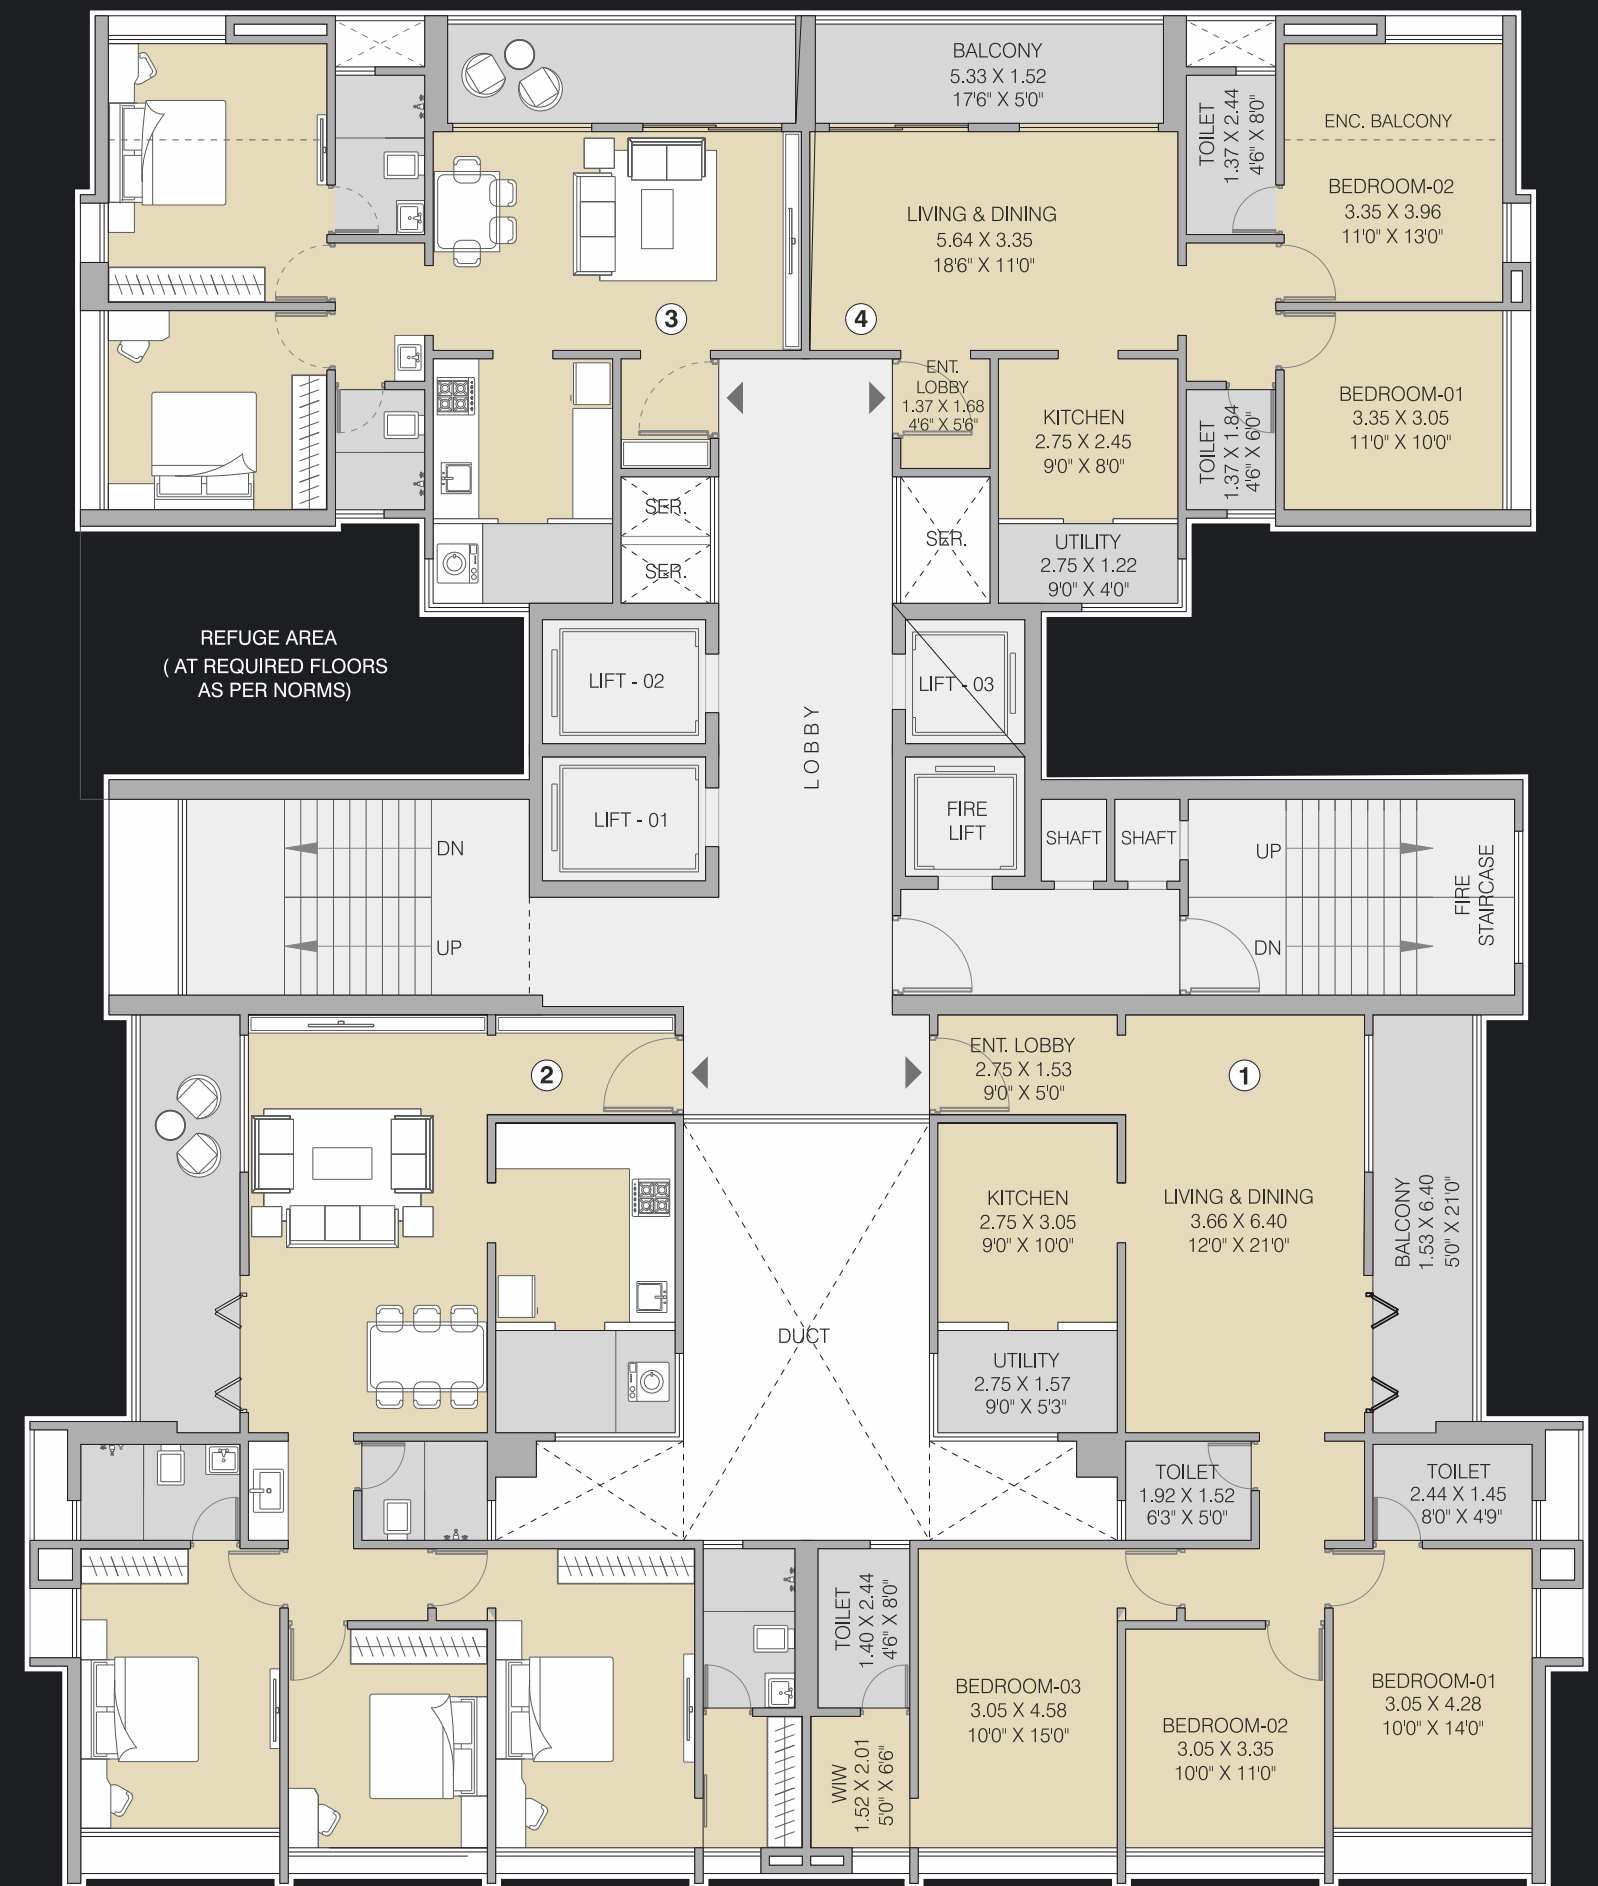 BALCONY
5.33 X 1.52
17'6" X 5'0"
TOILET
1.37 X 2.44
4'6" X 8'0"
ENC. BALCONY
BEDROOM-02
3.35 X 3.96
11'0" X 13'0"
LIVING & DINING
5.64 X 3.35
18'6" X 11'0"
3
4
ENT.
LOBBY
1.37 X 1.68
4'6" X 5'6"
KITCHEN
2.75 X 2.45
9'0" X 8'0"
TOILET
1.37 X 1.84
4'6" X 6'0"
BEDROOM-01
3.35 X 3.05
11'0" X 10'0"
SER.
SER.
SER.
UTILITY
2.75 X 1.22
9'0" X 4'0"
REFUGE AREA
( AT REQUIRED FLOORS
AS PER NORMS)
LIFT - 02
LIFT - 03
LOBBY
LIFT - 01
FIRE
LIFT
SHAFT
SHAFT
DN
UP
UP
DN
FIRE
STAIRCASE
2
ENT. LOBBY
2.75 X 1.53
9'0" X 5'0"
1
KITCHEN
2.75 X 3.05
9'0" X 10'0"
LIVING & DINING
3.66 X 6.40
12'0" X 21'0"
BALCONY
1.53 X 6.40
5'0" X 21'0"
DUCT
UTILITY
2.75 X 1.57
9'0" X 5'3"
TOILET
1.92 X 1.52
6'3" X 5'0"
TOILET
2.44 X 1.45
8'0" X 4'9"
TOILET
1.40 X 2.44
4'6" X 8'0"
BEDROOM-03
3.05 X 4.58
10'0" X 15'0"
BEDROOM-02
3.05 X 3.35
10'0" X 11'0"
BEDROOM-01
3.05 X 4.28
10'0" X 14'0"
WIW
1.52 X 2.01
5'0" X 6'6"